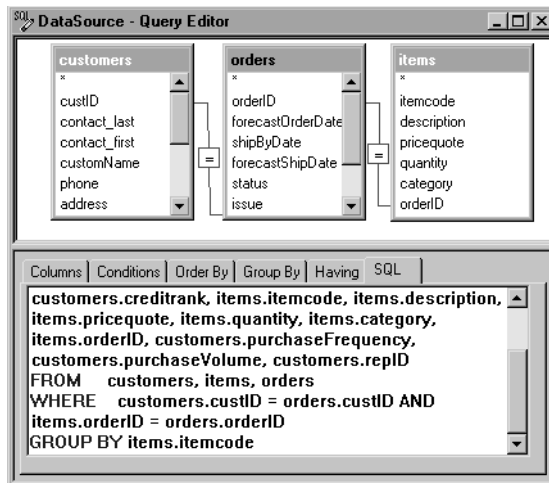 SQL DataSource - Query Editor
customers
*
custID
contact_last
contact_first
customName
phone
address
orders
*
orderID
forecastOrderDate
shipByDate
forecastShipDate
status
issue
items
*
itemcode
description
pricequote
quantity
category
orderID
=
=
Columns Conditions Order By Group By Having SQL
customers.creditrank, items.itemcode, items.description,
items.pricequote, items.quantity, items.category,
items.orderID, customers.purchaseFrequency,
customers.purchaseVolume, customers.repID
FROM customers, items, orders
WHERE customers.custID = orders.custID AND
items.orderID = orders.orderID
GROUP BY items.itemcode